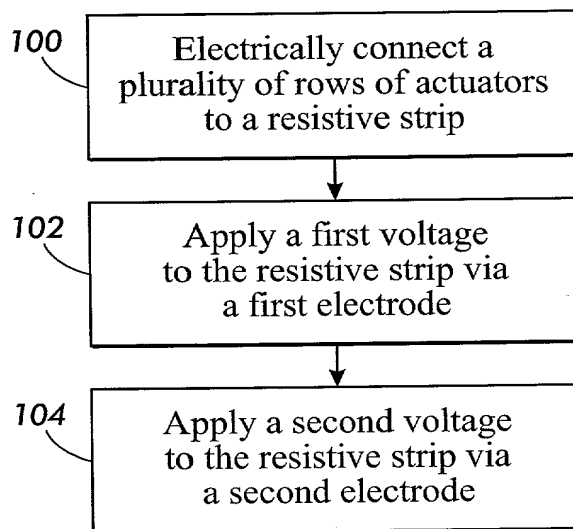 100
Electrically connect a
plurality of rows of actuators
to a resistive strip
102
Apply a first voltage
to the resistive strip via
a first electrode
104
Apply a second voltage
to the resistive strip via
a second electrode